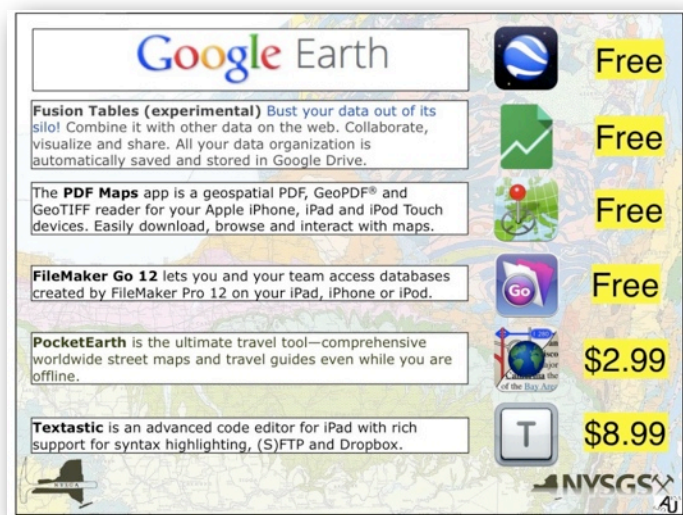 Google Earth
Free
Fusion Tables (experimental) Bust your data out of its
silo! Combine it with other data on the web. Collaborate,
visualize and share. All your data organization is
automatically saved and stored in Google Drive.
Free
The PDF Maps app is a geospatial PDF, GeoPDF® and
GeoTIFF reader for your Apple iPhone, iPad and iPod Touch
devices. Easily download, browse and interact with maps.
Free
FileMaker Go 12 lets you and your team access databases
created by FileMaker Pro 12 on your iPad, iPhone or iPod.
Go
Free
PocketEarth is the ultimate travel tool—comprehensive
worldwide street maps and travel guides even while you are
offline.
of the Bay Area
$2.99
Textastic is an advanced code editor for iPad with rich
support for syntax highlighting, (S)FTP and Dropbox.
T
$8.99
NYSGS